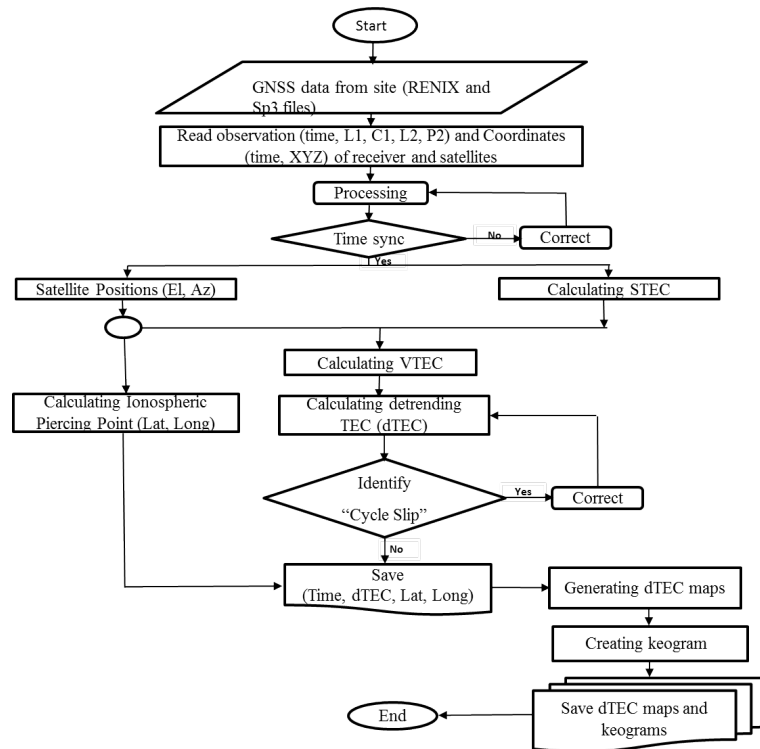 Start
GNSS data from site (RENIX and
Sp3 files)
Read observation (time, L1, C1, L2, P2) and Coordinates
(time, XYZ) of receiver and satellites
Processing
Time sync
No
Correct
Yes
Satellite Positions (El, Az)
Calculating STEC
Calculating VTEC
Calculating Ionospheric
Piercing Point (Lat, Long)
Calculating detrending
TEC (dTEC)
Identify
“Cycle Slip”
Yes
Correct
No
Save
(Time, dTEC, Lat, Long)
Generating dTEC maps
Creating keogram
Save dTEC maps and
keograms
End